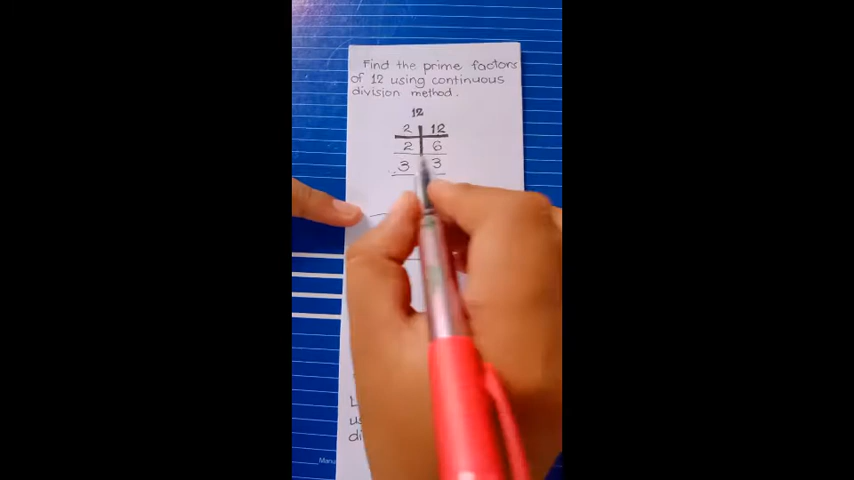 Find the prime factors
of 12 using continuous
division method.
12
2 12
2 6
3 3